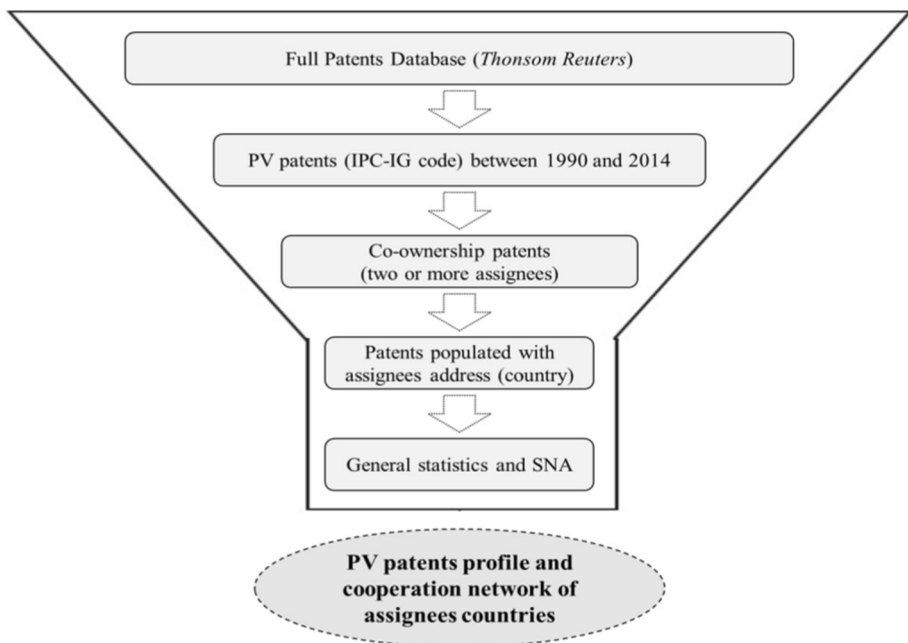 Full Patents Database (Thonsom Reuters)
PV patents (IPC-IG code) between 1990 and 2014
Co-ownership patents
(two or more assignees)
Patents populated with
assignees address (country)
General statistics and SNA
PV patents profile and
cooperation network of
assignees countries